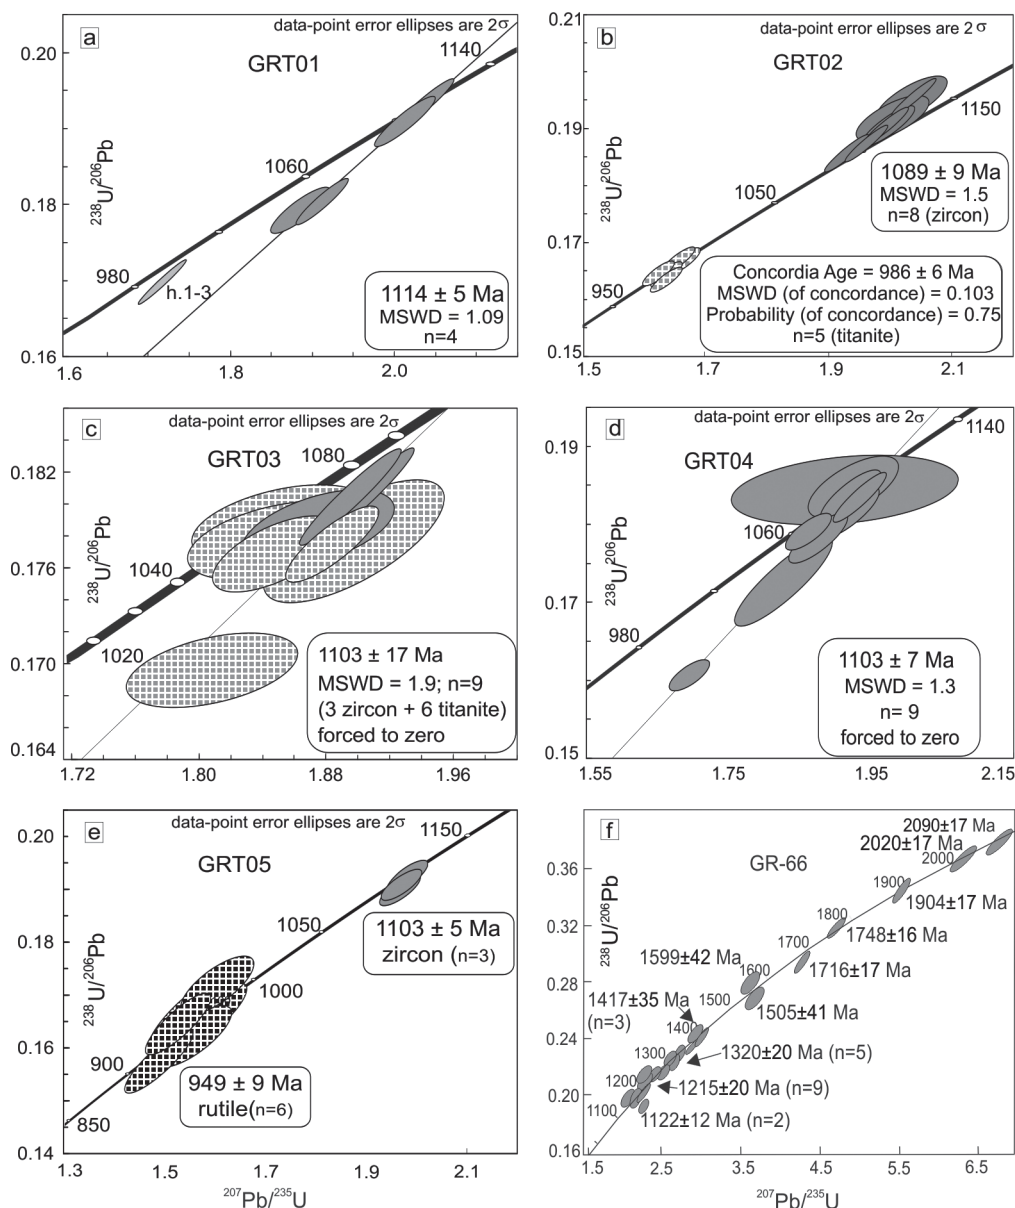 a
data-point error ellipses are 2σ
GRT01
1140
1060
980
h.1-3
0.20
0.18
0.16
²³⁸U/²⁰⁶Pb
1114 ± 5 Ma
MSWD = 1.09
n=4
1.6
1.8
2.0
b
data-point error ellipses are 2σ
GRT02
1150
1050
950
0.21
0.19
0.17
0.15
²³⁸U/²⁰⁶Pb
1089 ± 9 Ma
MSWD = 1.5
n=8 (zircon)
Concordia Age = 986 ± 6 Ma
MSWD (of concordance) = 0.103
Probability (of concordance) = 0.75
n=5 (titanite)
1.5
1.7
1.9
2.1
c
data-point error ellipses are 2σ
GRT03
1080
1040
1020
0.182
0.176
0.170
0.164
²³⁸U/²⁰⁶Pb
1103 ± 17 Ma
MSWD = 1.9; n=9
(3 zircon + 6 titanite)
forced to zero
1.72
1.80
1.88
1.96
d
data-point error ellipses are 2σ
GRT04
1140
1060
980
0.19
0.17
0.15
²³⁸U/²⁰⁶Pb
1103 ± 7 Ma
MSWD = 1.3
n= 9
forced to zero
1.55
1.75
1.95
2.15
e
data-point error ellipses are 2σ
GRT05
1150
1050
1000
900
850
0.20
0.18
0.16
0.14
²³⁸U/²⁰⁶Pb
1103 ± 5 Ma
zircon (n=3)
949 ± 9 Ma
rutile(n=6)
1.3
1.5
1.7
1.9
2.1
²⁰⁷Pb/²³⁵U
f
GR-66
2090±17 Ma
2020±17 Ma
2000
1900
1904±17 Ma
1800
1748±16 Ma
1700
1716±17 Ma
1599±42 Ma
1600
1505±41 Ma
1500
1417±35 Ma
(n=3)
1400
1320±20 Ma (n=5)
1300
1215±20 Ma (n=9)
1200
1122±12 Ma (n=2)
1100
0.36
0.32
0.28
0.24
0.20
0.16
²³⁸U/²⁰⁶Pb
1.5
2.5
3.5
4.5
5.5
6.5
²⁰⁷Pb/²³⁵U